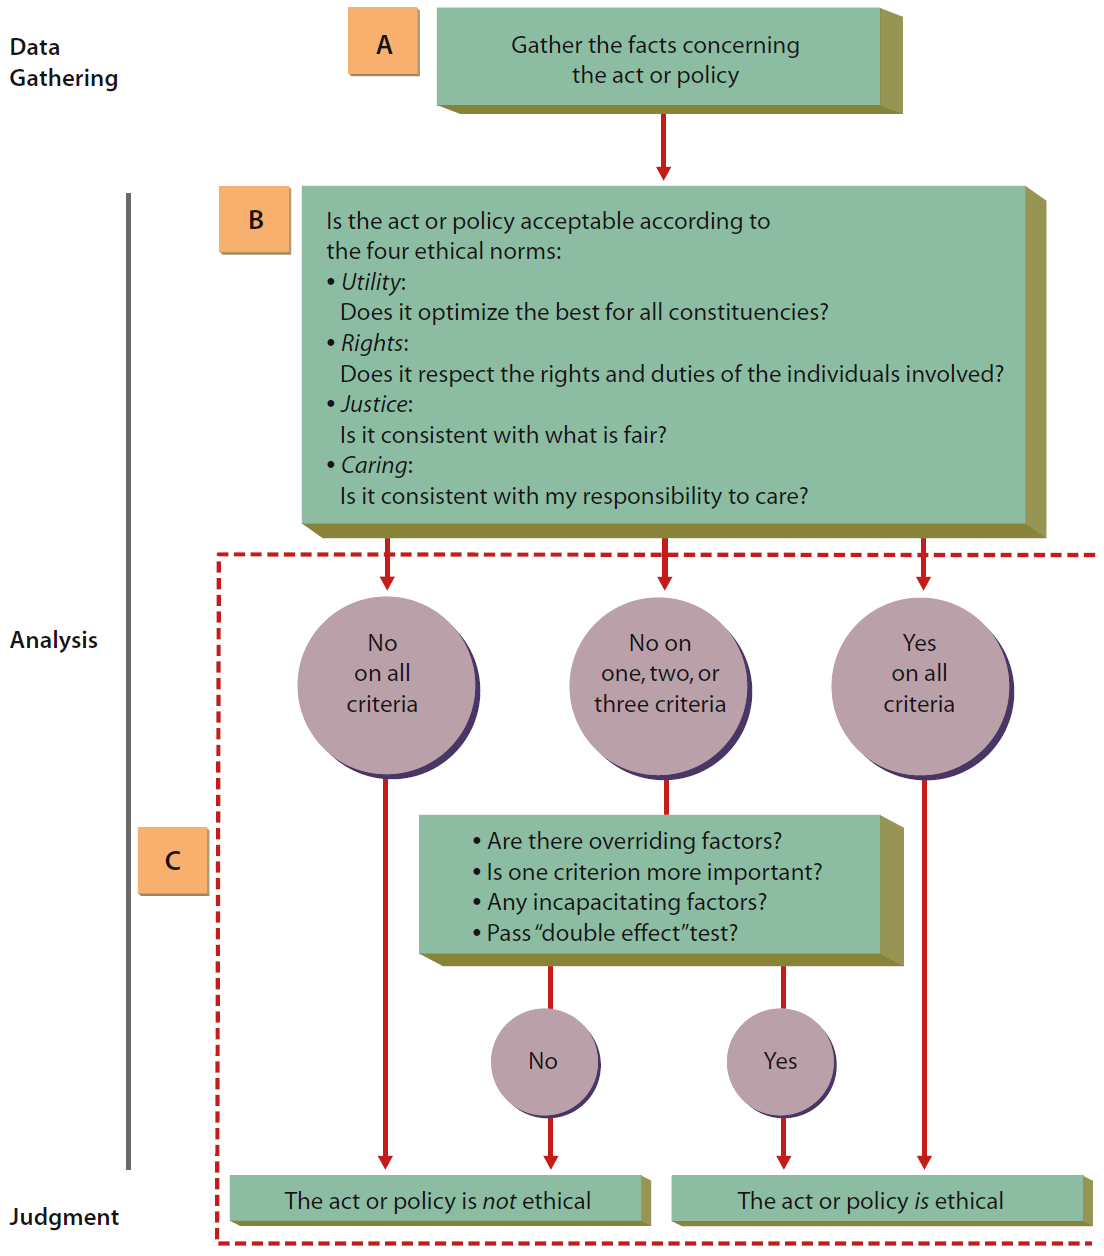 Data
Gathering
A
Gather the facts concerning
the act or policy
B
Is the act or policy acceptable according to
the four ethical norms:
• Utility:
Does it optimize the best for all constituencies?
• Rights:
Does it respect the rights and duties of the individuals involved?
• Justice:
Is it consistent with what is fair?
• Caring:
Is it consistent with my responsibility to care?
Analysis
No
on all
criteria
No on
one, two, or
three criteria
Yes
on all
criteria
C
• Are there overriding factors?
• Is one criterion more important?
• Any incapacitating factors?
• Pass “double effect” test?
No
Yes
Judgment
The act or policy is not ethical
The act or policy is ethical